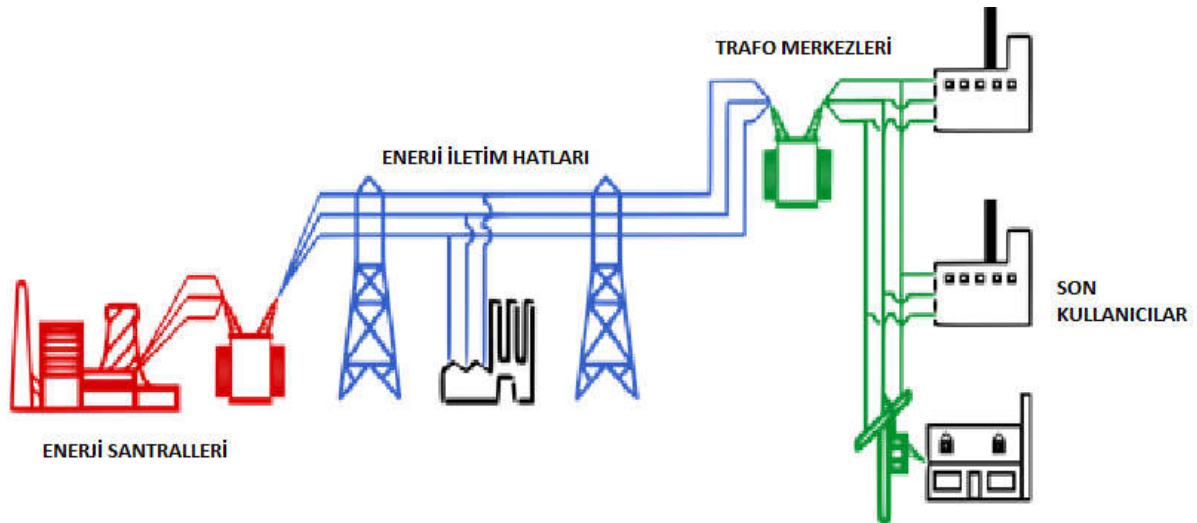 TRAFO MERKEZLERİ
ENERJİ İLETİM HATLARI
SON
KULLANICILAR
ENERJİ SANTRALLERİ